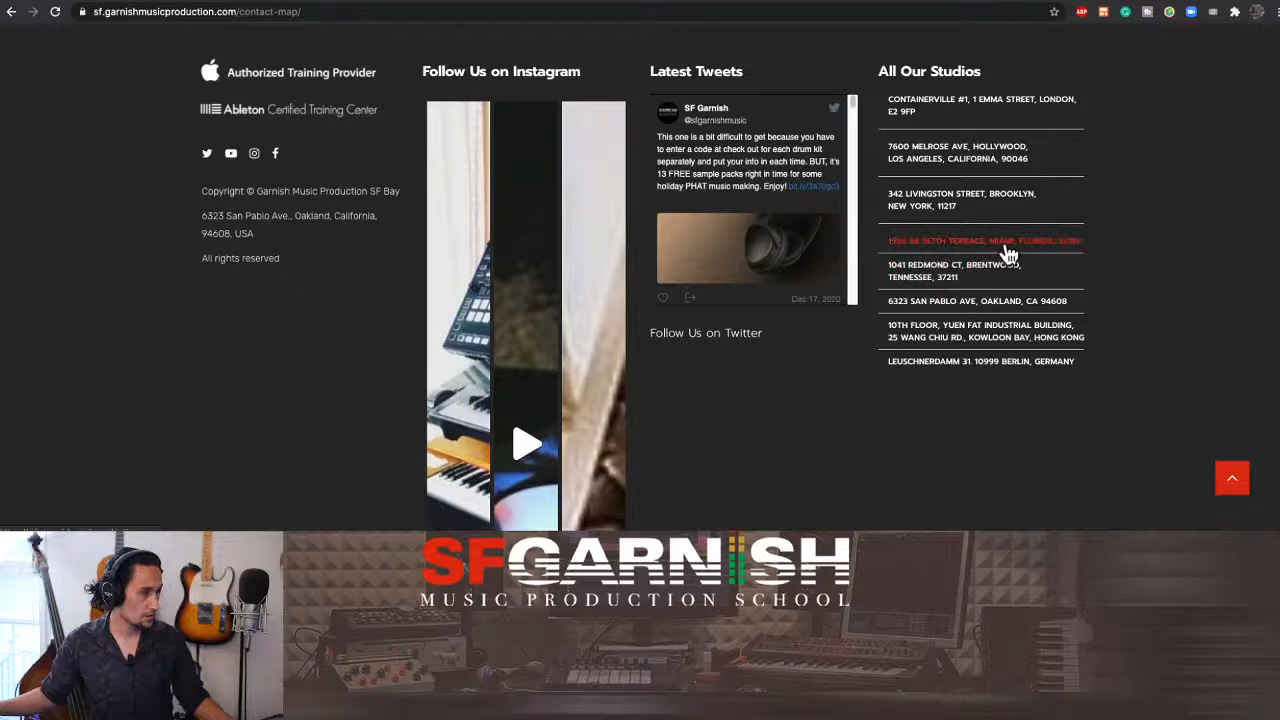 sf.garnishmusicproduction.com/contact-map/
ABP
Authorized Training Provider
Ableton Certified Training Center
Copyright © Garnish Music Production SF Bay
6323 San Pablo Ave., Oakland, California,
94608, USA
All rights reserved
Follow Us on Instagram
Latest Tweets
SF Garnish
@sfgarnishmusic
This one is a bit difficult to get because you have
to enter a code at check out for each drum kit
separately and put your info in each time. BUT, it's
13 FREE sample packs right in time for some
holiday PHAT music making. Enjoy! bit.ly/3a70gc3
Dec 17, 2020
Follow Us on Twitter
All Our Studios
CONTAINERVILLE #1, 1 EMMA STREET, LONDON,
E2 9FP
7600 MELROSE AVE, HOLLYWOOD,
LOS ANGELES, CALIFORNIA, 90046
342 LIVINGSTON STREET, BROOKLYN,
NEW YORK, 11217
TERRACE, MIAMI,
1041 REDMOND CT, BRENTWOOD,
TENNESSEE, 37211
6323 SAN PABLO AVE, OAKLAND, CA 94608
10TH FLOOR, YUEN FAT INDUSTRIAL BUILDING,
25 WANG CHIU RD., KOWLOON BAY, HONG KONG
LEUSCHNERDAMM 31. 10999 BERLIN, GERMANY
SFGARNISH
MUSIC PRODUCTION SCHOOL